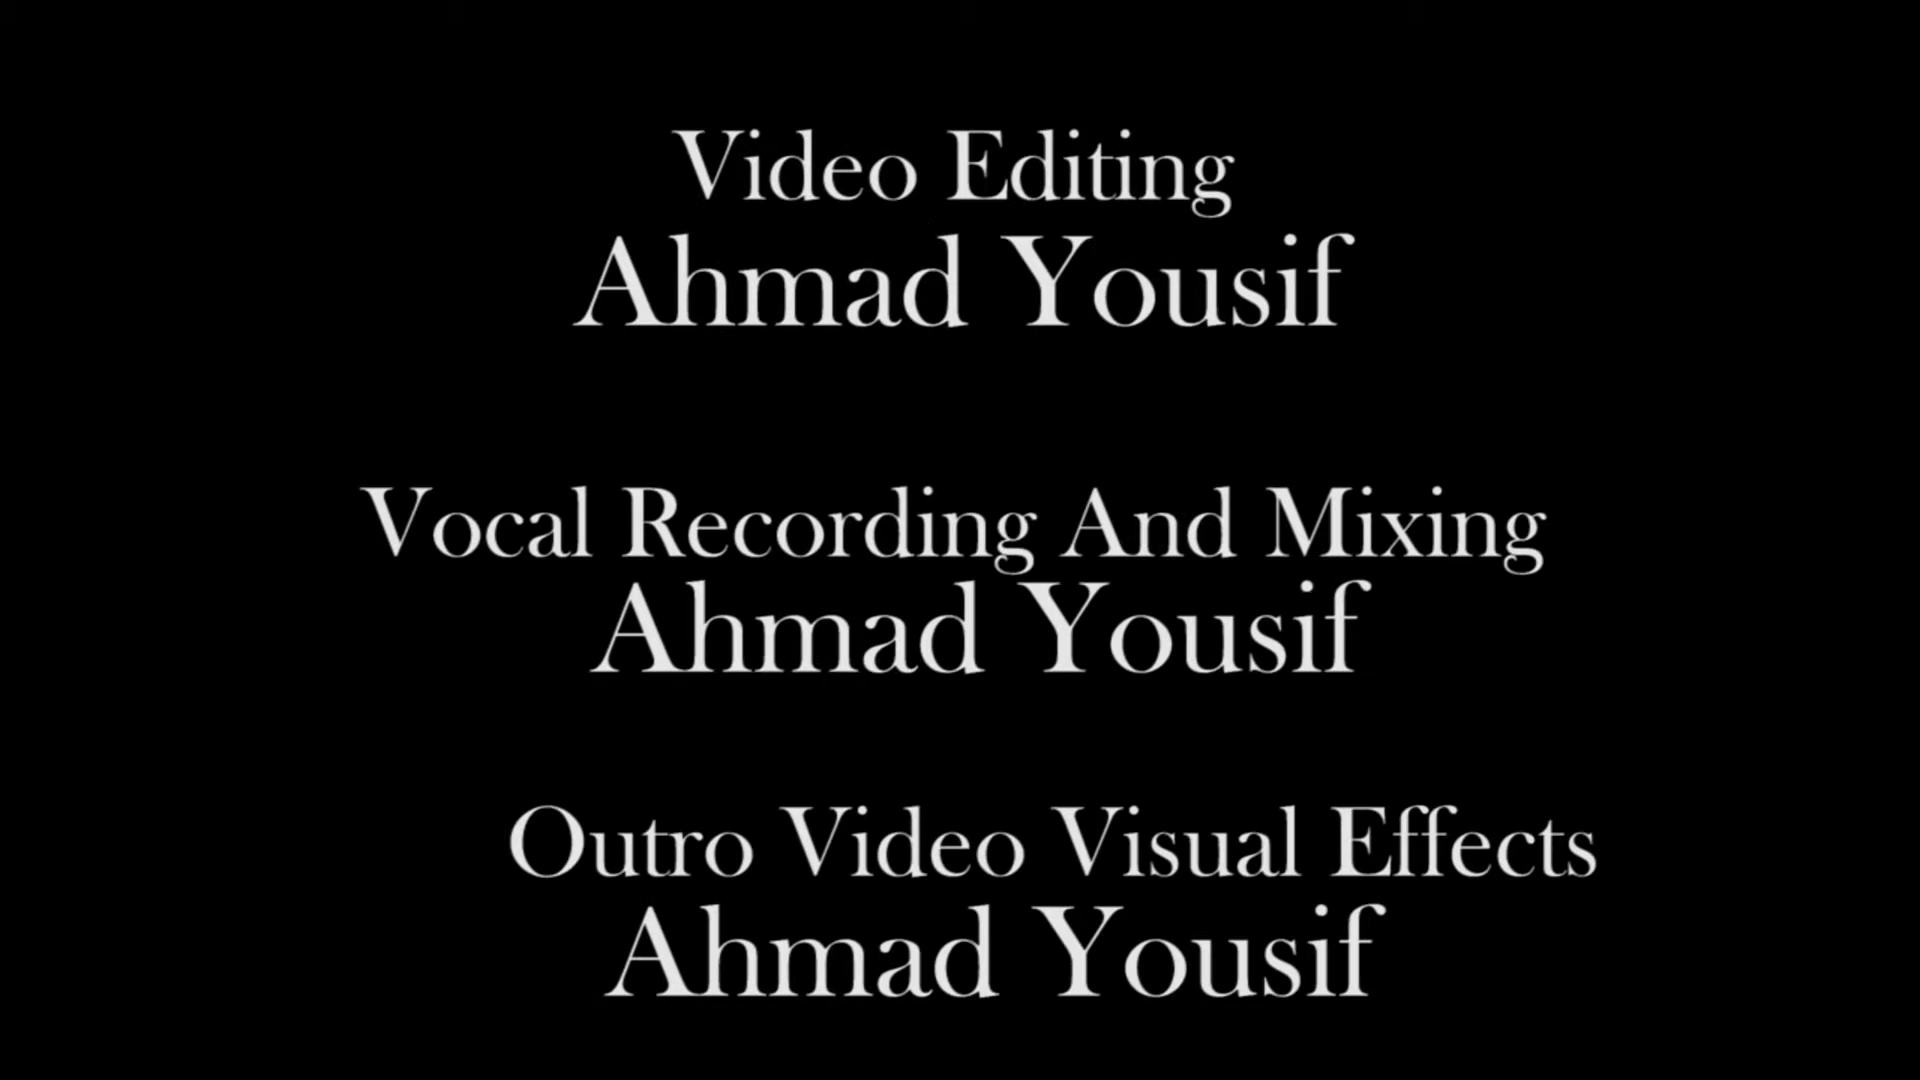 Video Editing
Ahmad Yousif
Vocal Recording And Mixing
Ahmad Yousif
Outro Video Visual Effects
Ahmad Yousif